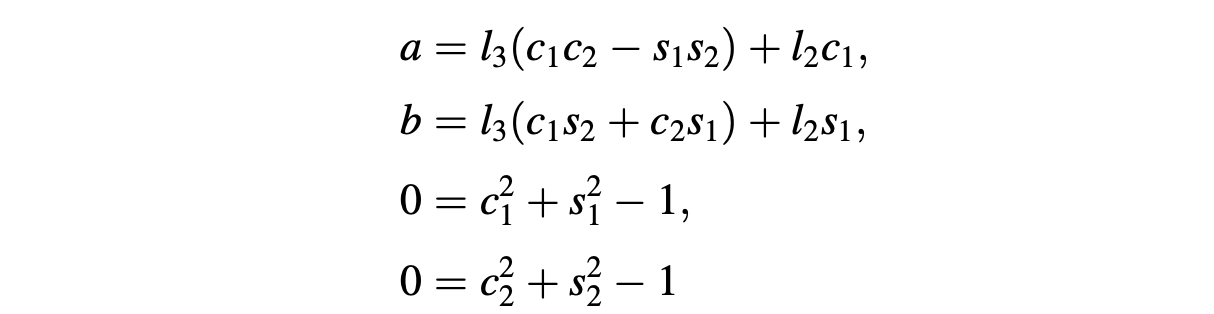 a = l₃(c₁c₂ − s₁s₂) + l₂c₁,
b = l₃(c₁s₂ + c₂s₁) + l₂s₁,
0 = c₁² + s₁² − 1,
0 = c₂² + s₂² − 1